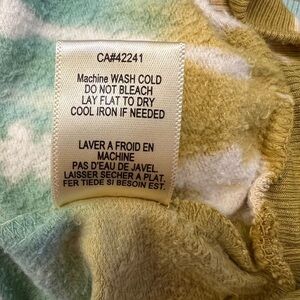 CA#42241
Machine WASH COLD
DO NOT BLEACH
LAY FLAT TO DRY
COOL IRON IF NEEDED
LAVER A FROID EN
MACHINE
PAS D'EAU DE JAVEL.
LAISSER SECHER A PLAT.
FER TIEDE SI BESOIN EST.